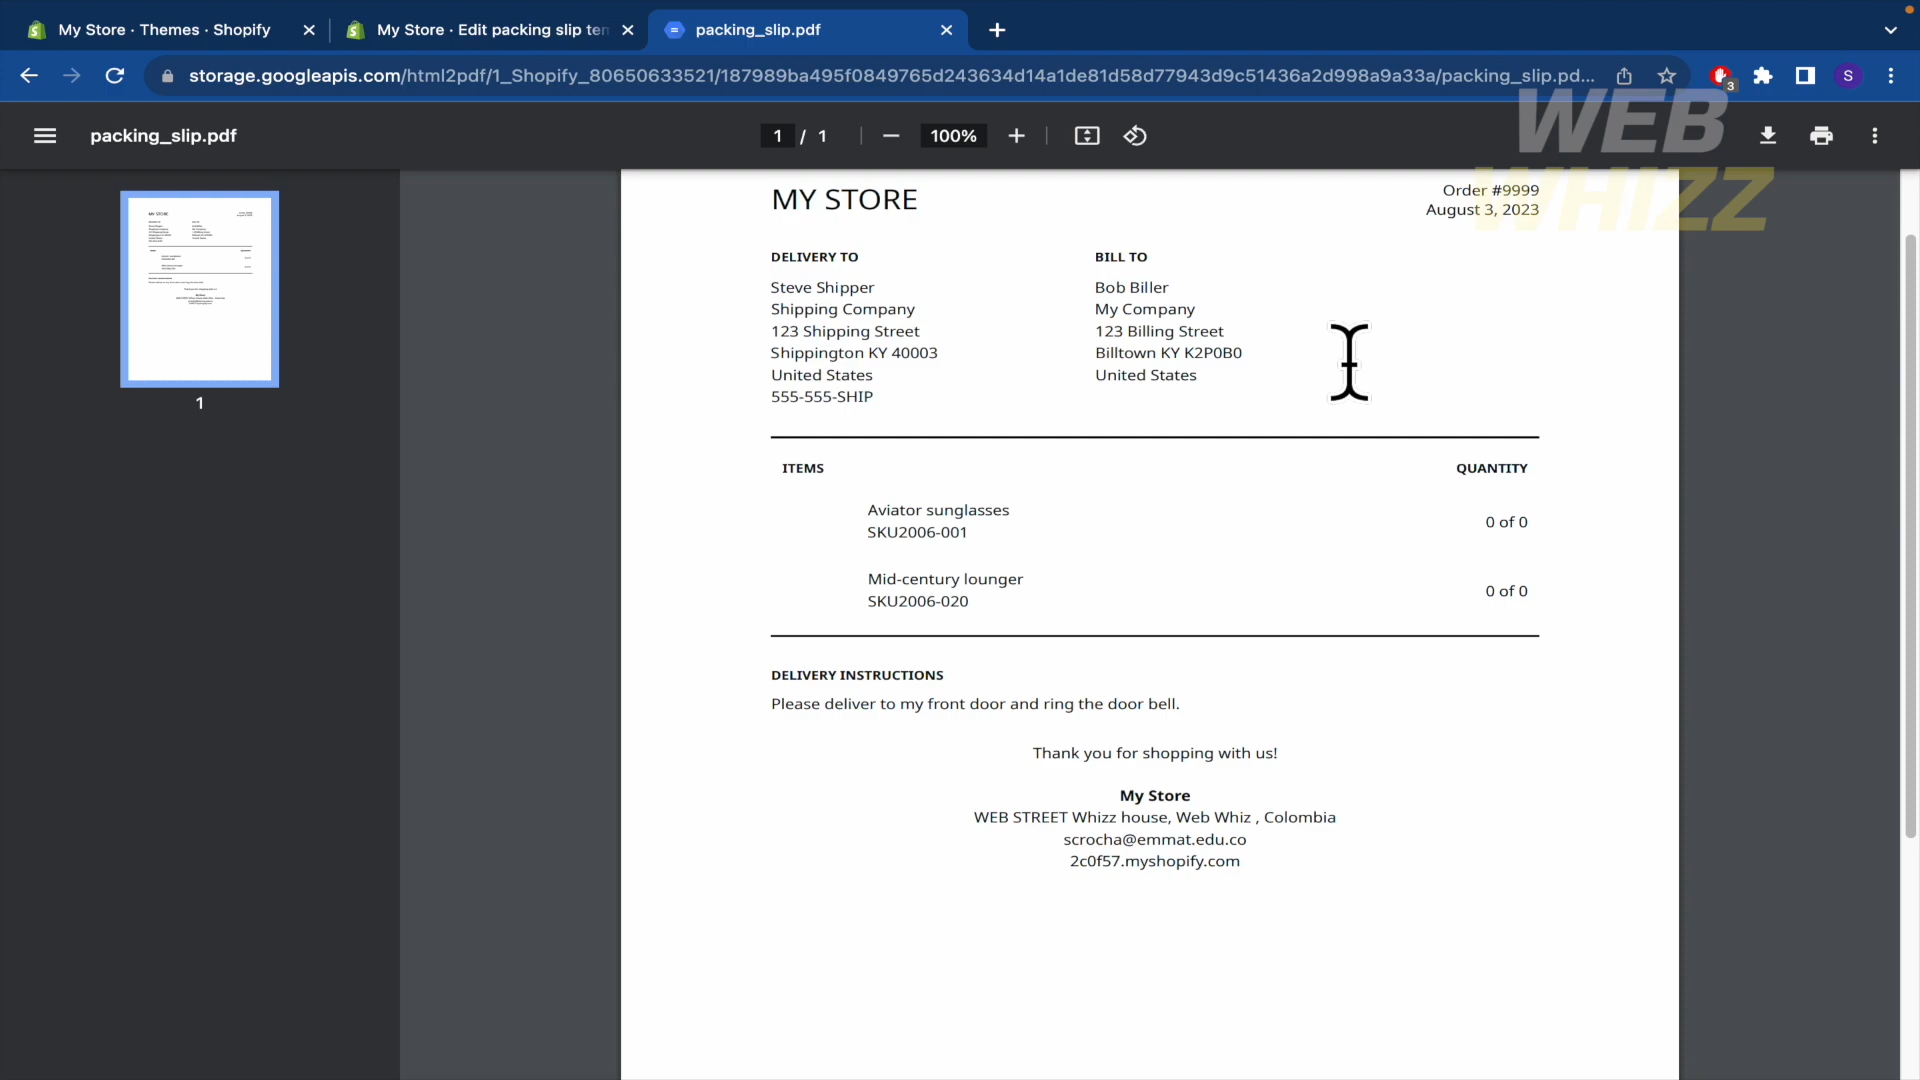 My Store · Themes · Shopify
My Store · Edit packing slip tem
packing_slip.pdf
storage.googleapis.com/html2pdf/1_Shopify_80650633521/187989ba495f0849765d243634d14a1de81d58d77943d9c51436a2d998a9a33a/packing_slip.pd...
3
S
packing_slip.pdf
1 / 1
100%
WEB
WHIZZ
1
MY STORE
Order #9999
August 3, 2023
DELIVERY TO
Steve Shipper
Shipping Company
123 Shipping Street
Shippington KY 40003
United States
555-555-SHIP
BILL TO
Bob Biller
My Company
123 Billing Street
Billtown KY K2P0B0
United States
ITEMS
QUANTITY
Aviator sunglasses
SKU2006-001
0 of 0
Mid-century lounger
SKU2006-020
0 of 0
DELIVERY INSTRUCTIONS
Please deliver to my front door and ring the door bell.
Thank you for shopping with us!
My Store
WEB STREET Whizz house, Web Whiz , Colombia
scrocha@emmat.edu.co
2c0f57.myshopify.com